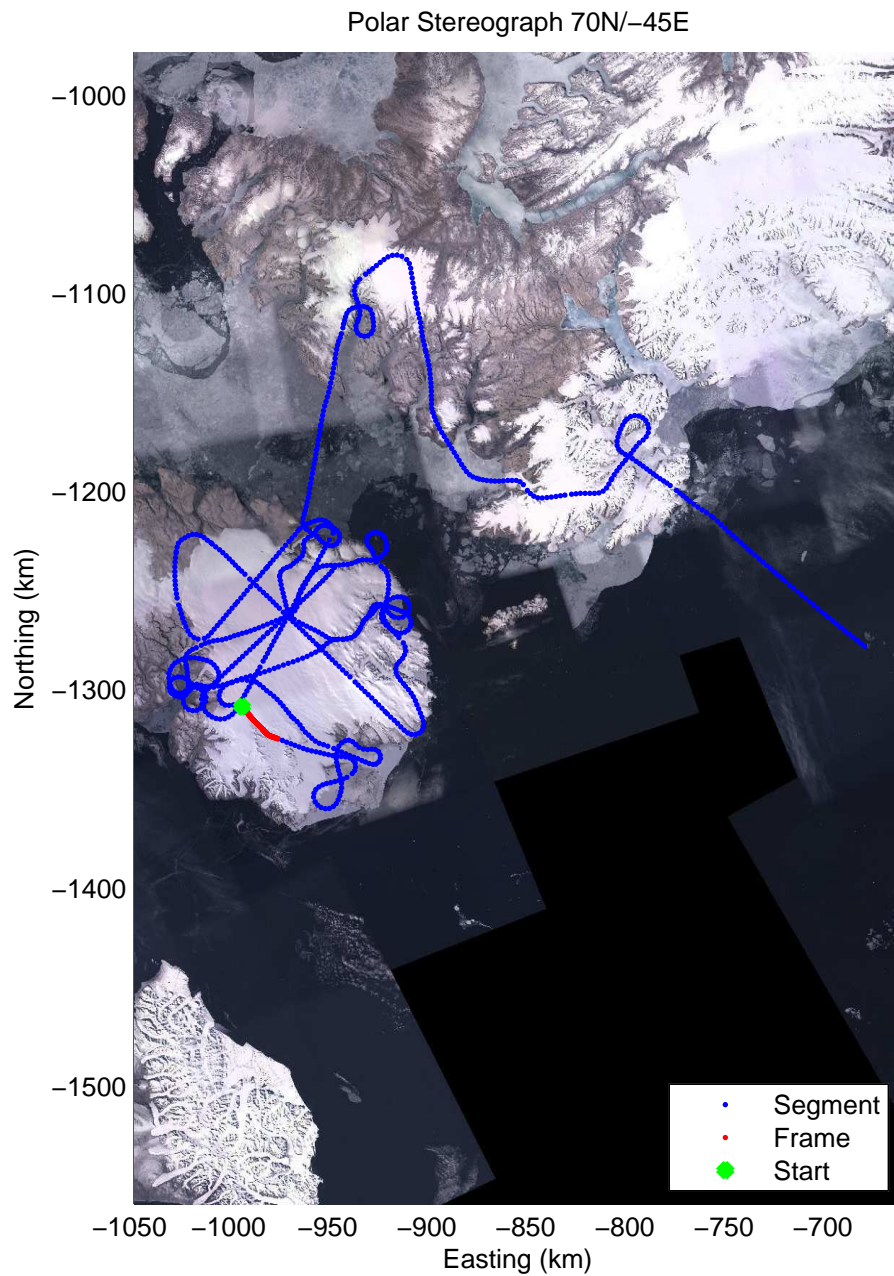 Polar Stereograph 70N/−45E
−1000
−1100
−1200
−1300
−1400
−1500
Northing (km)
Segment
Frame
Start
−1050 −1000 −950 −900 −850 −800 −750 −700
Easting (km)